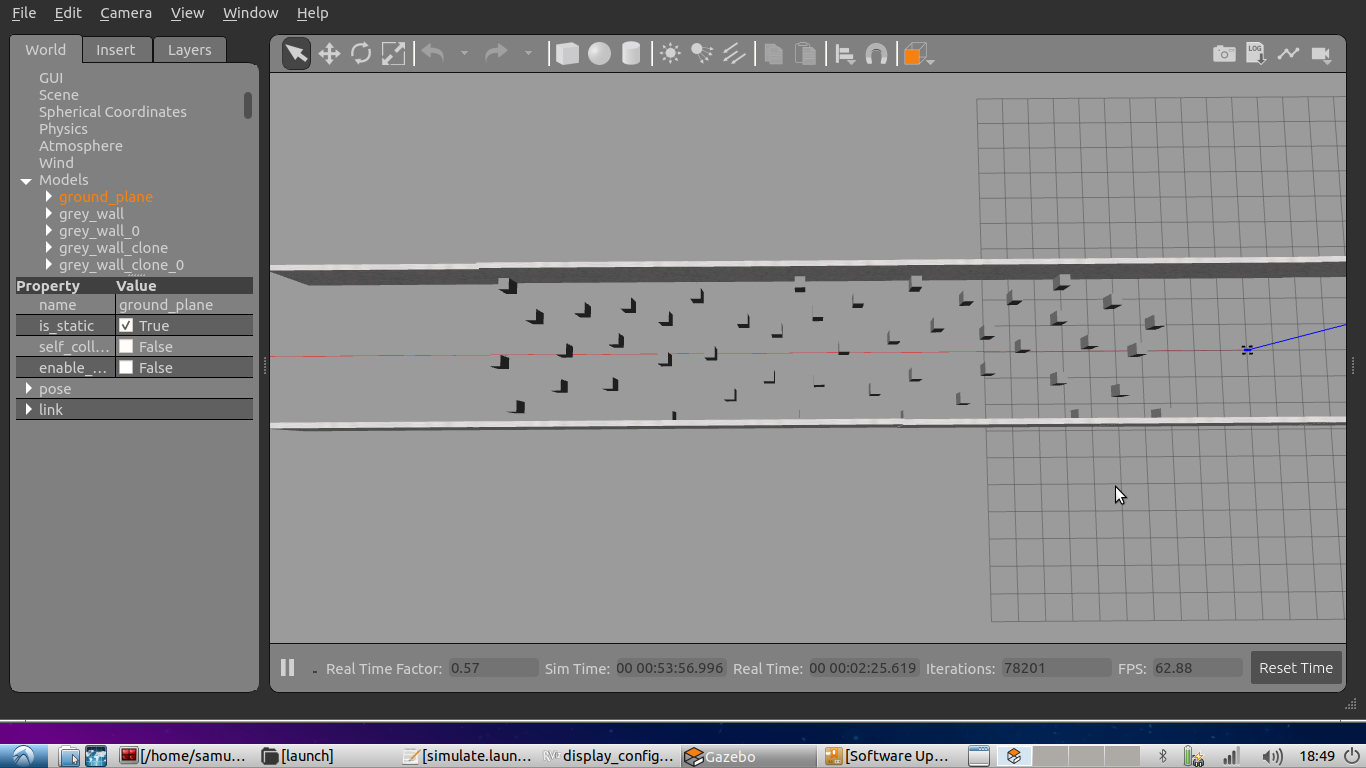 File Edit Camera View Window Help
World Insert Layers
GUI
Scene
Spherical Coordinates
Physics
Atmosphere
Wind
Models
ground_plane
grey_wall
grey_wall_0
grey_wall_clone
grey_wall_clone_0
Property Value
name ground_plane
is_static True
self_coll... False
enable_... False
pose
link
LOG
Real Time Factor: 0.57 Sim Time: 00 00:53:56.996 Real Time: 00 00:02:25.619 Iterations: 78201 FPS: 62.88 Reset Time
[/home/samu... [launch] [simulate.laun... display_config... Gazebo [Software Up... 18:49